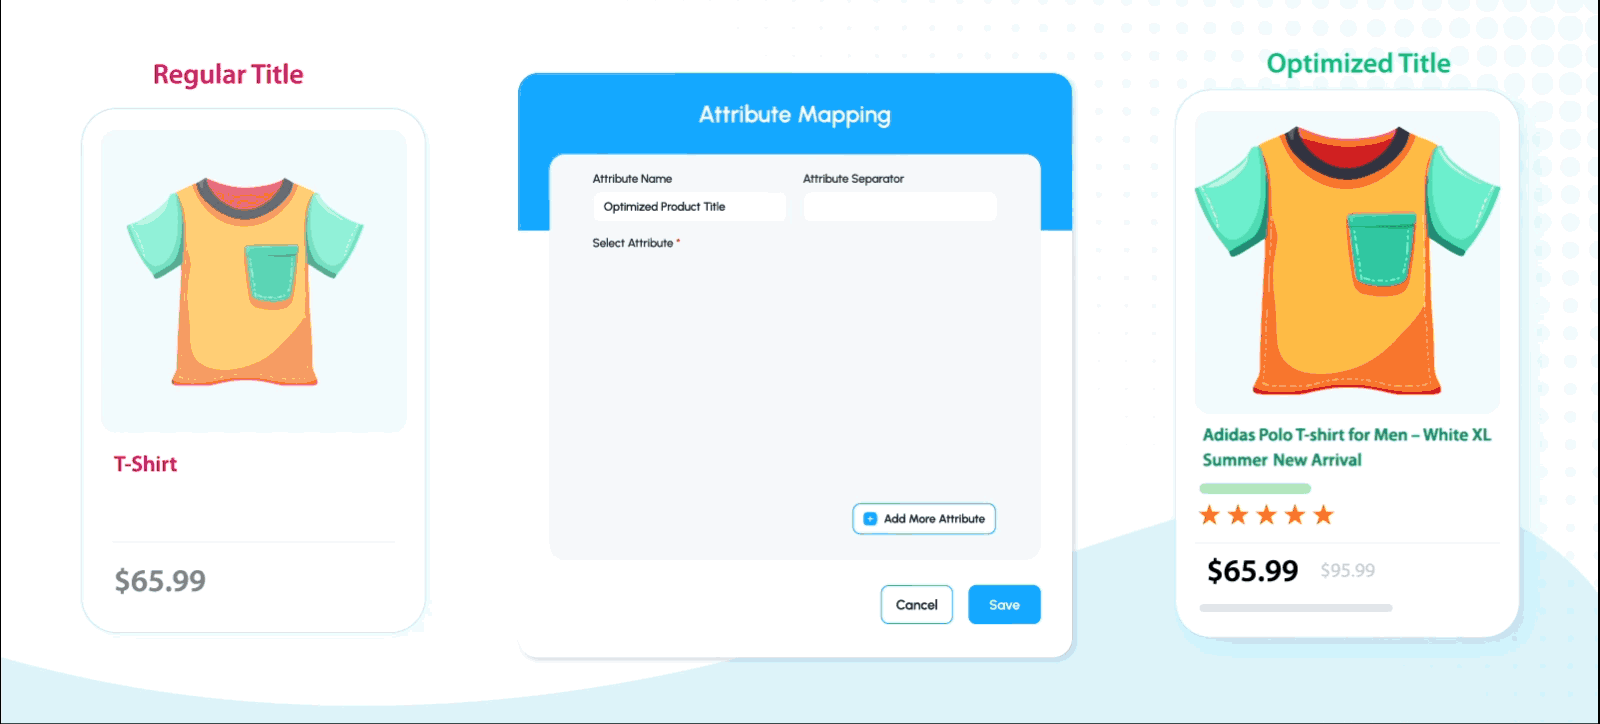 Regular Title
T-Shirt
$65.99
Attribute Mapping
Attribute Name
Attribute Separator
Optimized Product Title
Select Attribute *
Add More Attribute
Cancel
Save
Optimized Title
Adidas Polo T-shirt for Men – White XL
Summer New Arrival
$65.99 $95.99